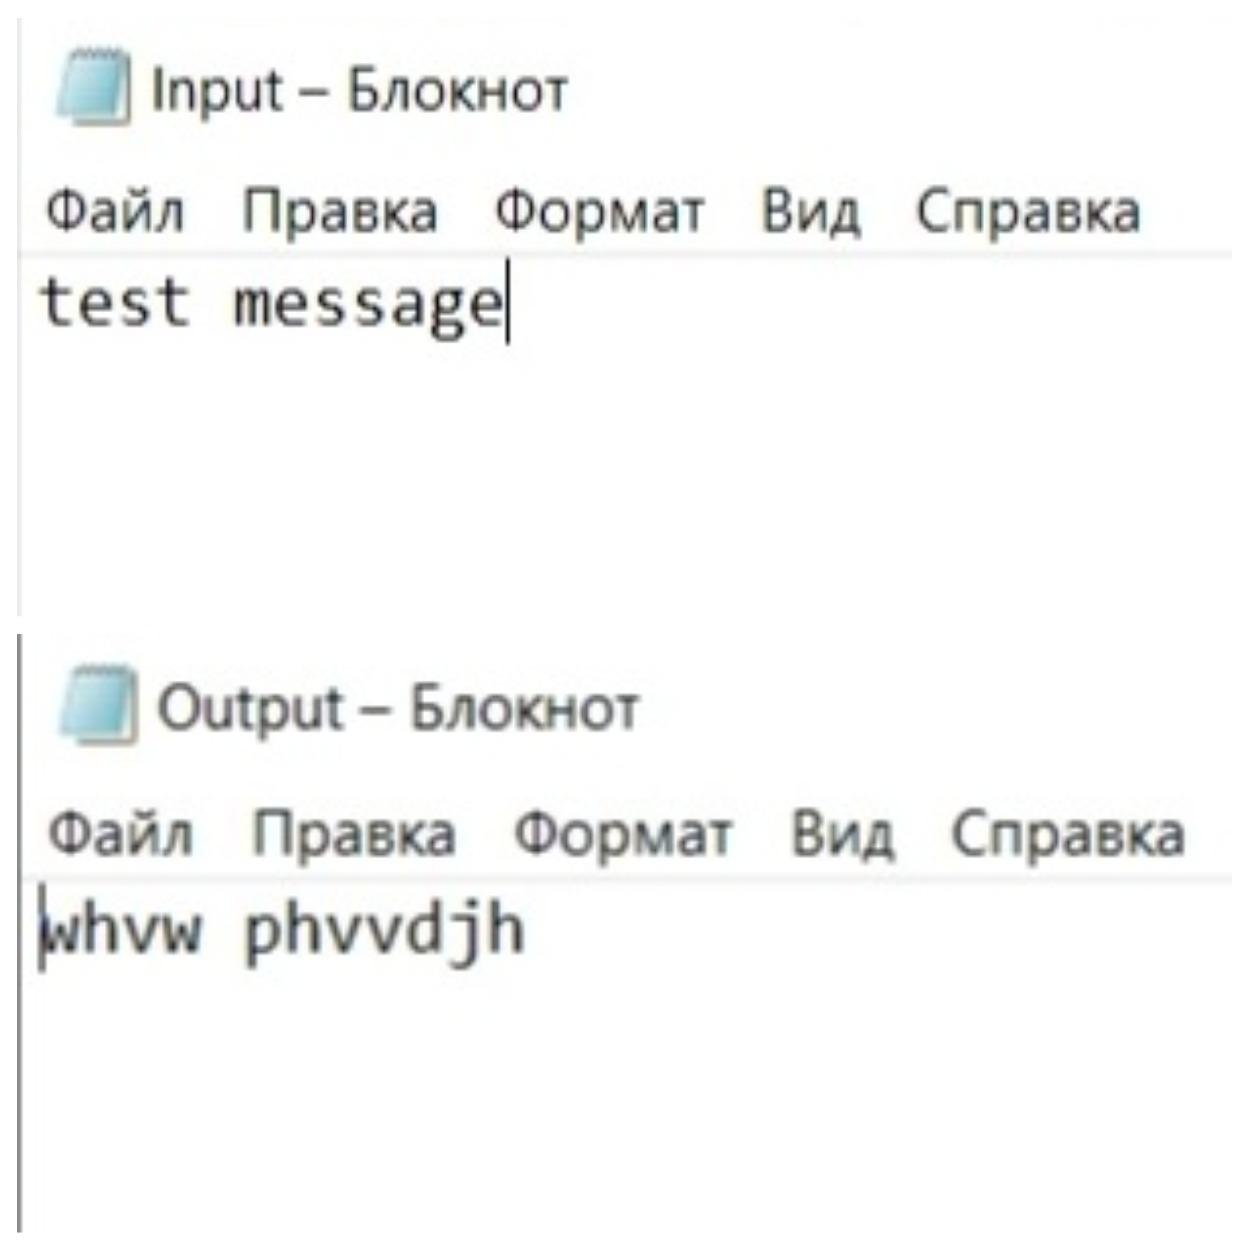 Input – Блокнот
Файл Правка Формат Вид Справка
test message
Output – Блокнот
Файл Правка Формат Вид Справка
whvw phvvdjh